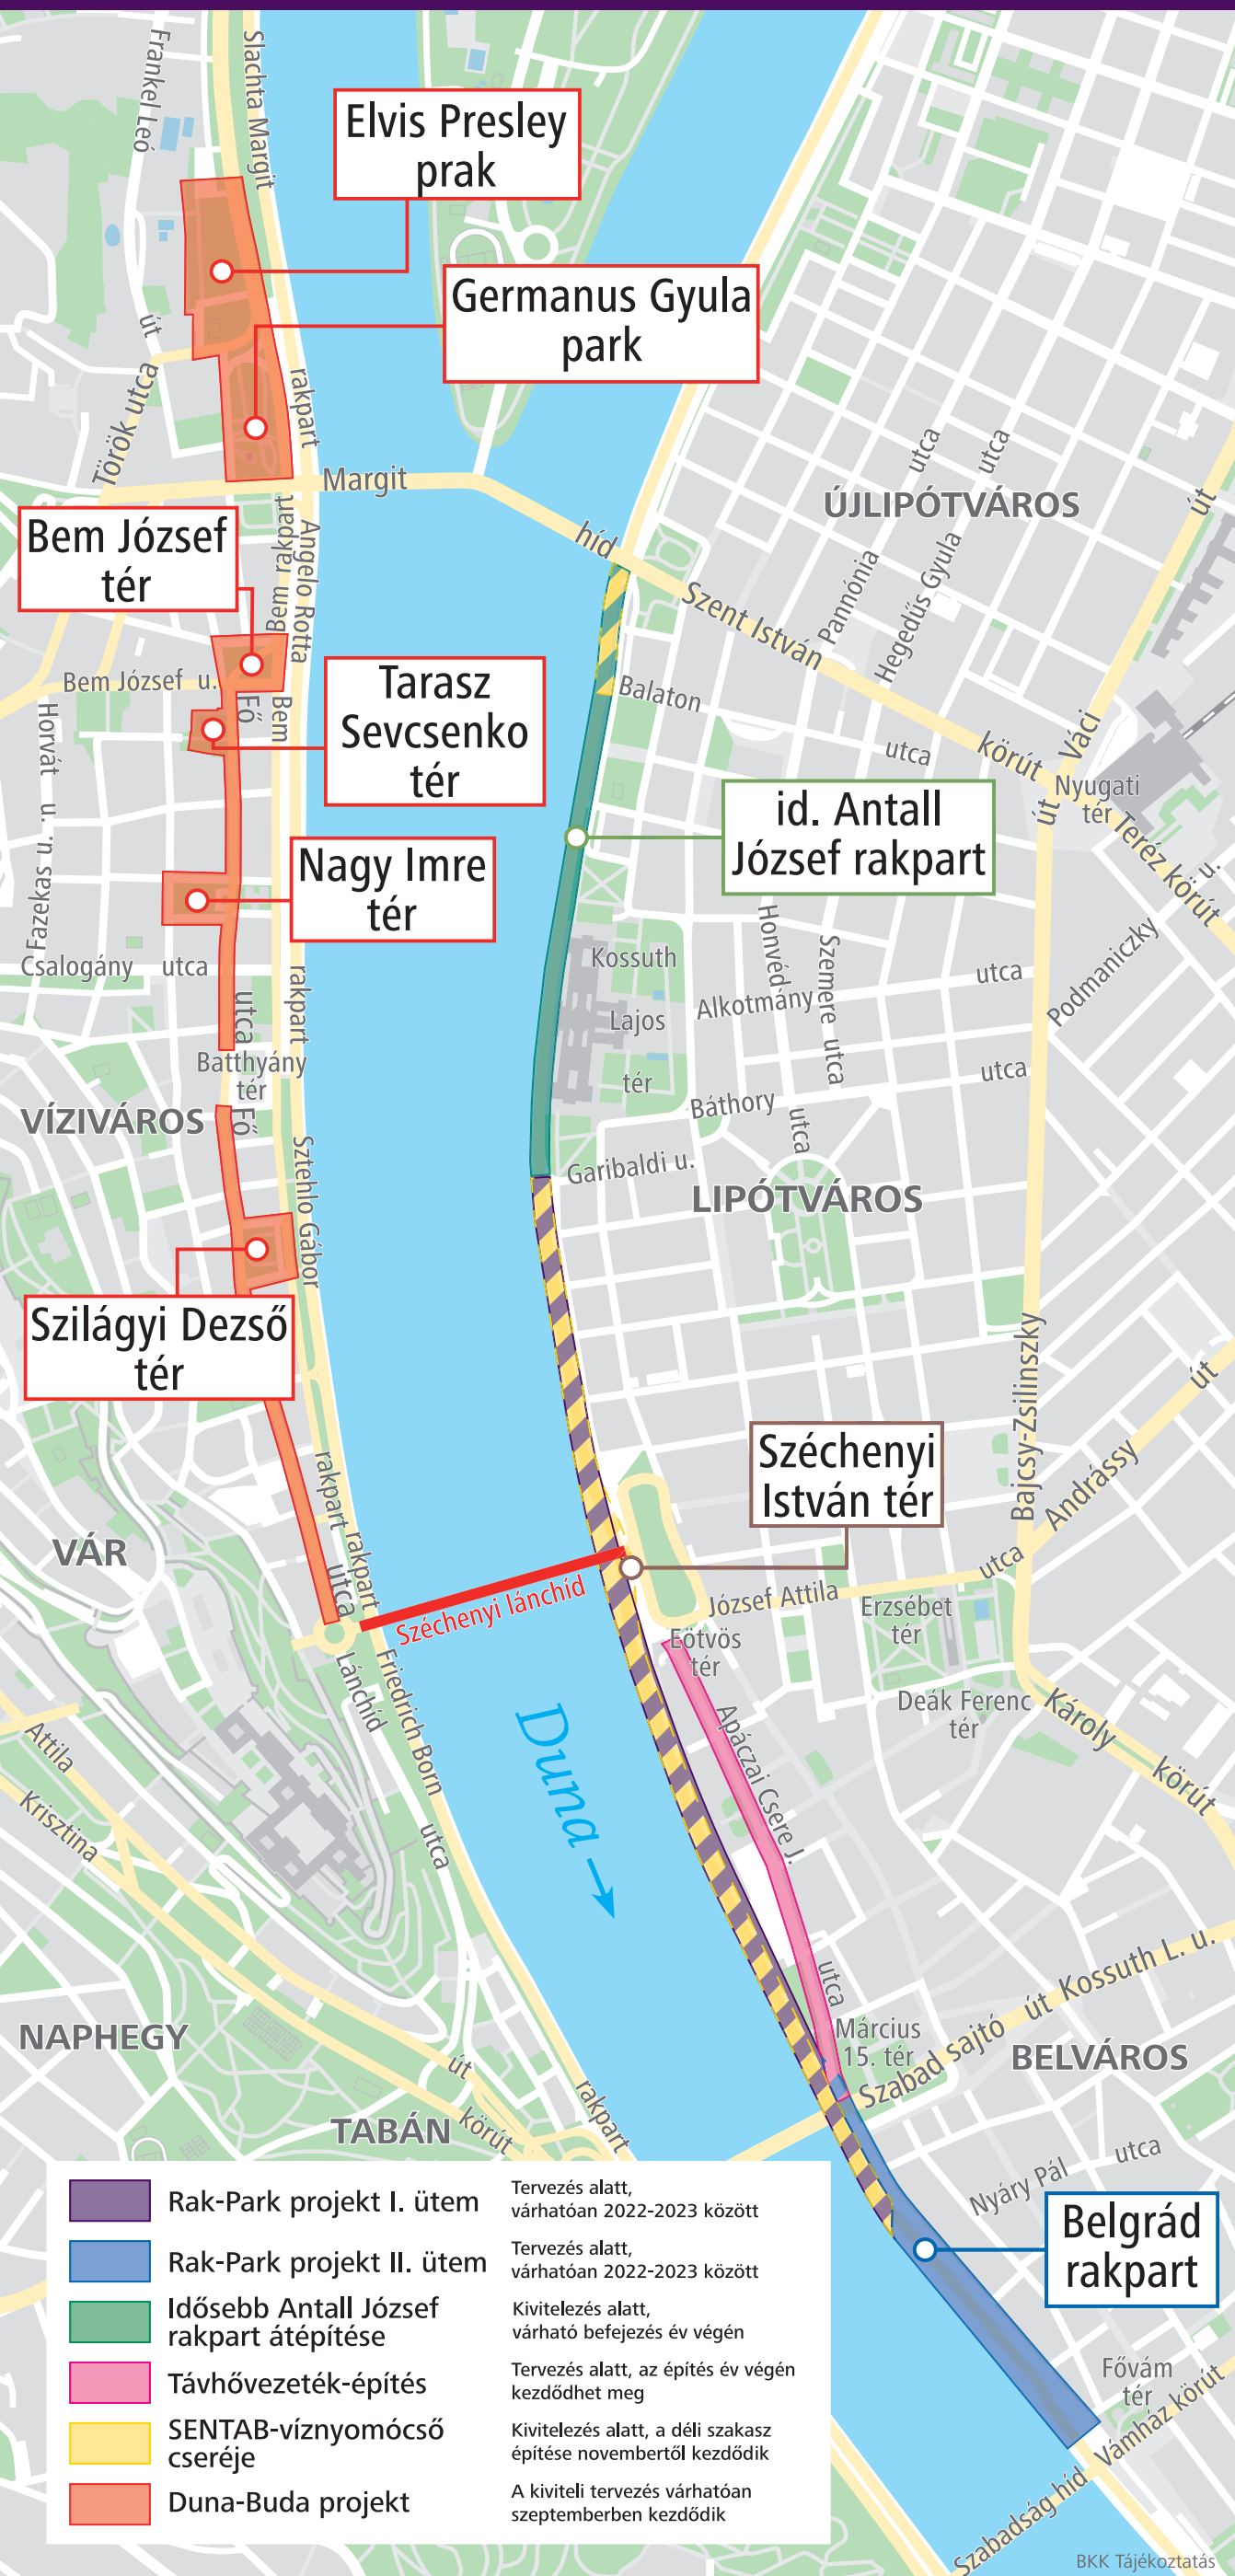 Frankel Leó
út
Slachta Margit
rakpart
Elvis Presley
prak
Germanus Gyula
park
Török utca
Margit
híd
ÚJLIPÓTVÁROS
utca
utca
Pannónia
Hegedűs Gyula
Szent István
körút
út
Váci
út
Nyugati
tér
Teréz körút
Bem József
tér
Bem rakpart
Angelo Rotta
Bem József u.
Fő
Bem
Tarasz
Sevcsenko
tér
Balaton
utca
Horvát u.
Fazekas u.
id. Antall
József rakpart
Nagy Imre
tér
Csalogány utca
utca
rakpart
Batthyány
tér
VÍZIVÁROS
Fő
Sztehlo Gábor
Kossuth
Lajos
tér
Honvéd
utca
Szemere utca
Alkotmány
utca
Podmaniczky
u.
Báthory
utca
Garibaldi u.
LIPÓTVÁROS
Szilágyi Dezső
tér
rakpart
rakpart
utca
VÁR
Széchenyi
István tér
Bajcsy-Zsilinszky
út
Andrássy
út
Széchenyi lánchíd
József Attila
utca
Erzsébet
tér
Eötvös
tér
Deák Ferenc
tér
Károly
körút
Lánchíd
utca
Friedrich Born
rakpart
Duna
Apáczai Csere J.
utca
Attila
út
Krisztina
körút
NAPHEGY
TABÁN
Március
15. tér
Szabad sajtó út
Kossuth L. u.
BELVÁROS
Nyáry Pál
utca
Belgrád
rakpart
Fővám
tér
Vámház körút
Szabadság híd
Rak-Park projekt I. ütem
Tervezés alatt,
várhatóan 2022-2023 között
Rak-Park projekt II. ütem
Tervezés alatt,
várhatóan 2022-2023 között
Idősebb Antall József
rakpart átépítése
Kivitelezés alatt,
várható befejezés év végén
Távhővezeték-építés
Tervezés alatt, az építés év végén
kezdődhet meg
SENTAB-víznyomócső
cseréje
Kivitelezés alatt, a déli szakasz
építése novembertől kezdődik
Duna-Buda projekt
A kiviteli tervezés várhatóan
szeptemberben kezdődik
BKK Tájékoztatás